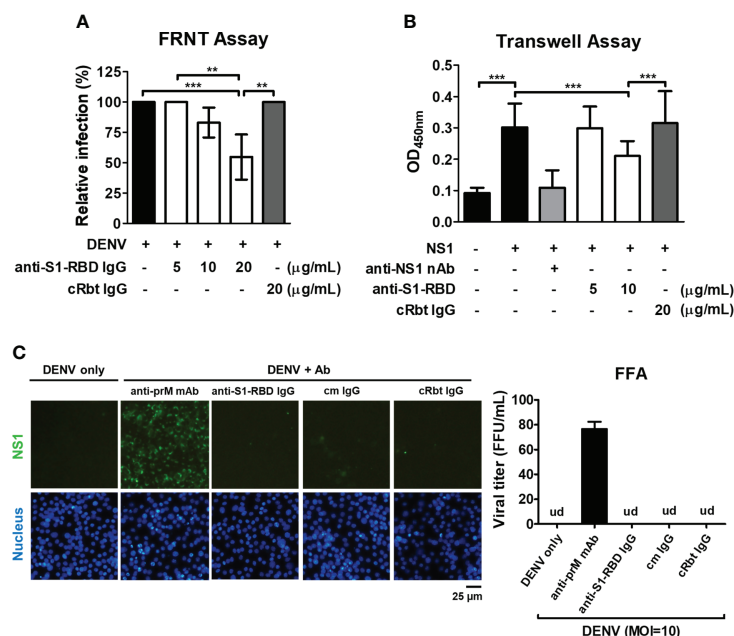 A
FRNT Assay
Relative infection (%)
125
100
75
50
25
0
**
***
**
DENV + + + + +
anti-S1-RBD IgG - 5 10 20 - (μg/mL)
cRbt IgG - - - - 20 (μg/mL)
B
Transwell Assay
OD450nm
0.5
0.4
0.3
0.2
0.1
0.0
***
***
***
NS1 - + + + + +
anti-NS1 nAb - - + - - -
anti-S1-RBD - - - 5 10 - (μg/mL)
cRbt IgG - - - - - 20 (μg/mL)
C
DENV only
DENV + Ab
anti-prM mAb anti-S1-RBD IgG cm IgG cRbt IgG
NS1
Nucleus
25 μm
FFA
Viral titer (FFU/mL)
100
80
60
40
20
0
ud ud ud ud
DENV only
anti-prM mAb
anti-S1-RBD IgG
cm IgG
cRbt IgG
DENV (MOI=10)